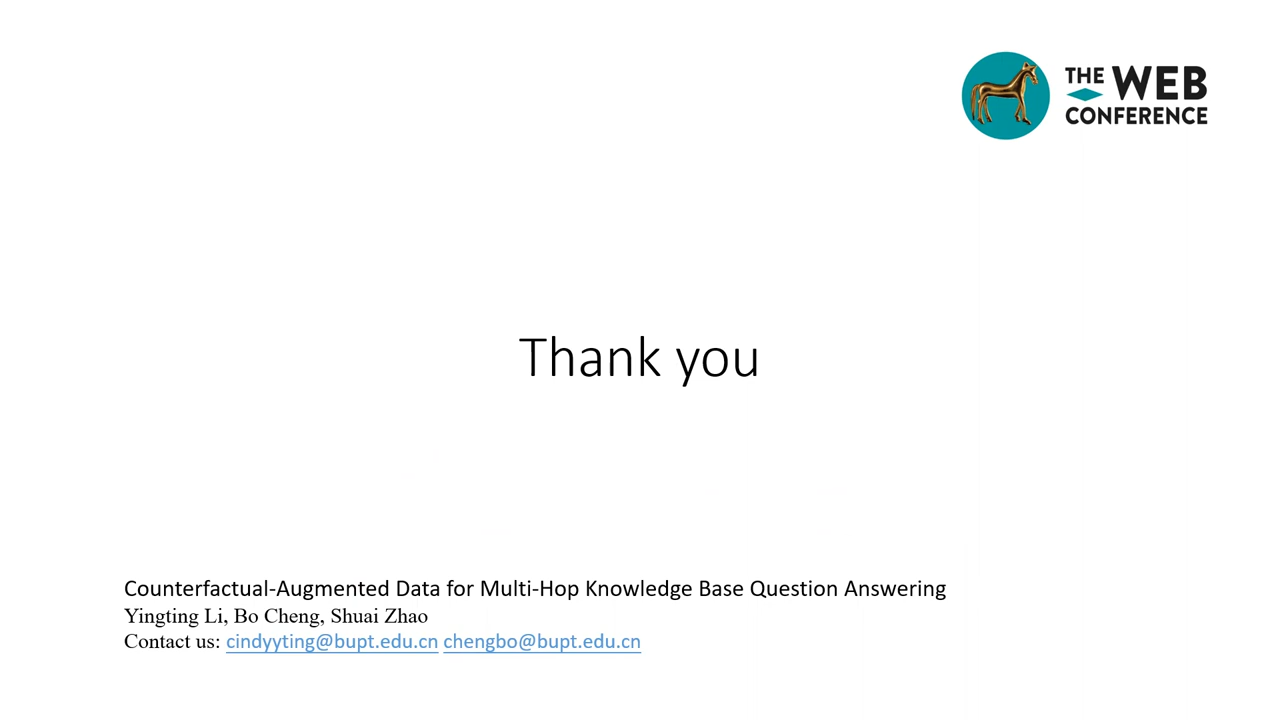 THE WEB
CONFERENCE
Thank you
Counterfactual-Augmented Data for Multi-Hop Knowledge Base Question Answering
Yingting Li, Bo Cheng, Shuai Zhao
Contact us: cindyyting@bupt.edu.cn chengbo@bupt.edu.cn